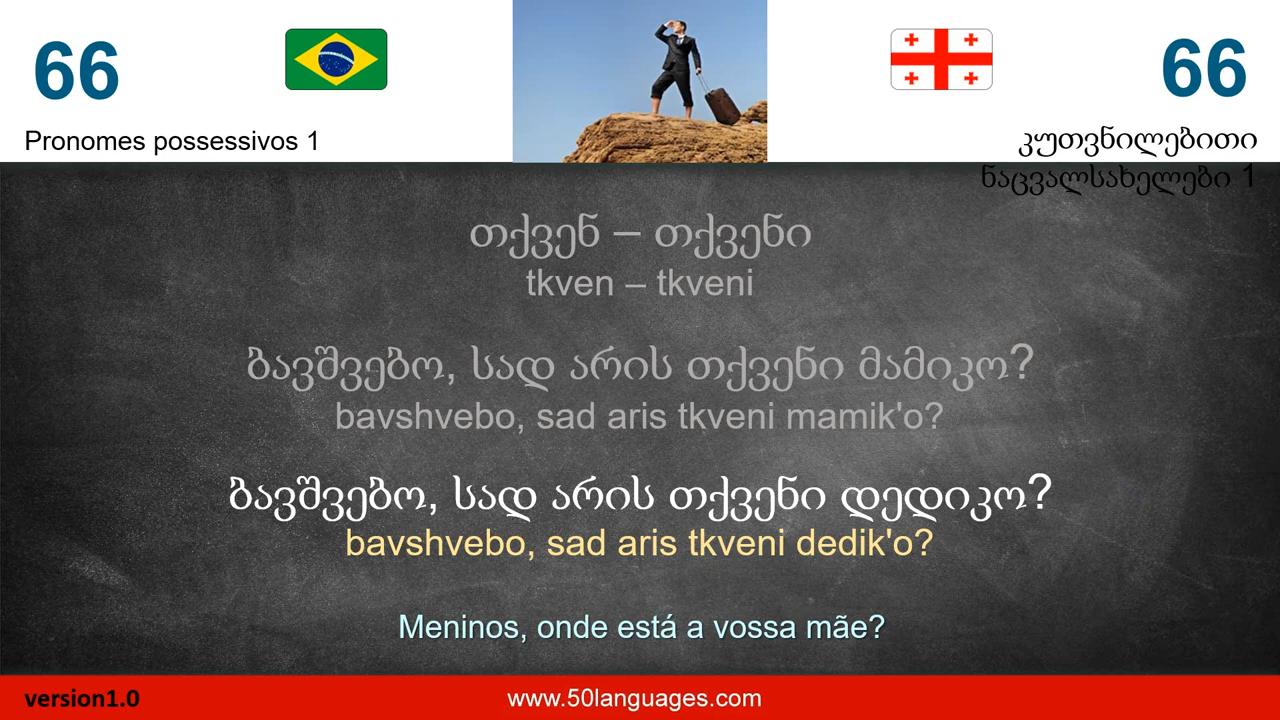 66
66
Pronomes possessivos 1
კუთვნილებითი
ნაცვალსახელები 1
თქვენ – თქვენი
tkven – tkveni
ბავშვებო, სად არის თქვენი მამიკო?
bavshvebo, sad aris tkveni mamik'o?
ბავშვებო, სად არის თქვენი დედიკო?
bavshvebo, sad aris tkveni dedik'o?
Meninos, onde está a vossa mãe?
version1.0
www.50languages.com